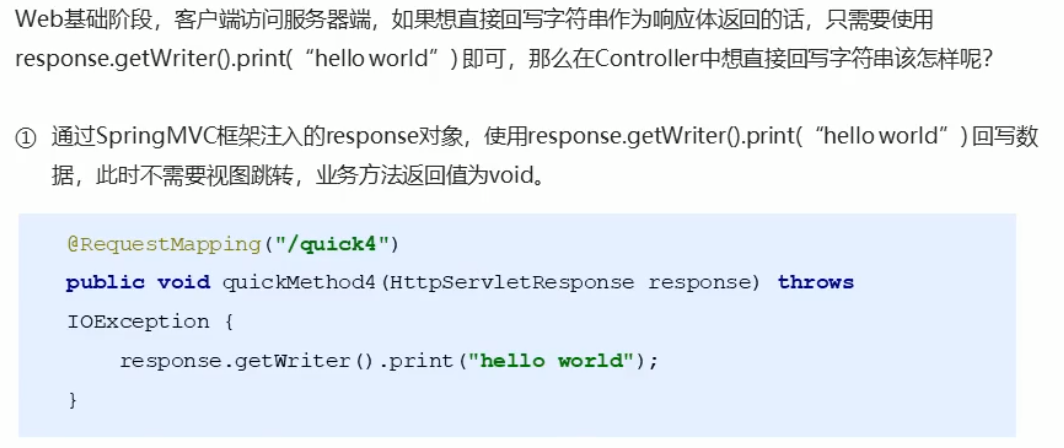 Web基础阶段，客户端访问服务器端，如果想直接回写字符串作为响应体返回的话，只需要使用
response.getWriter().print(“hello world”) 即可，那么在Controller中想直接回写字符串该怎样呢？
① 通过SpringMVC框架注入的response对象，使用response.getWriter().print(“hello world”) 回写数
据，此时不需要视图跳转，业务方法返回值为void。
@RequestMapping("/quick4")
public void quickMethod4(HttpServletResponse response) throws
IOException {
response.getWriter().print("hello world");
}